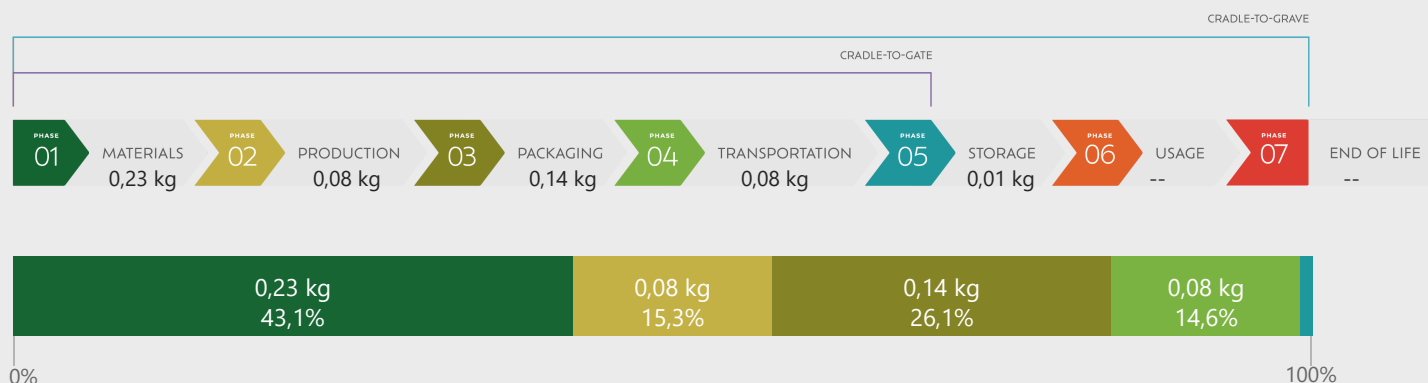 CRADLE-TO-GRAVE
CRADLE-TO-GATE
PHASE
01
MATERIALS
0,23 kg
PHASE
02
PRODUCTION
0,08 kg
PHASE
03
PACKAGING
0,14 kg
PHASE
04
TRANSPORTATION
0,08 kg
PHASE
05
STORAGE
0,01 kg
PHASE
06
USAGE
--
PHASE
07
END OF LIFE
--
0,23 kg
43,1%
0,08 kg
15,3%
0,14 kg
26,1%
0,08 kg
14,6%
0%
100%